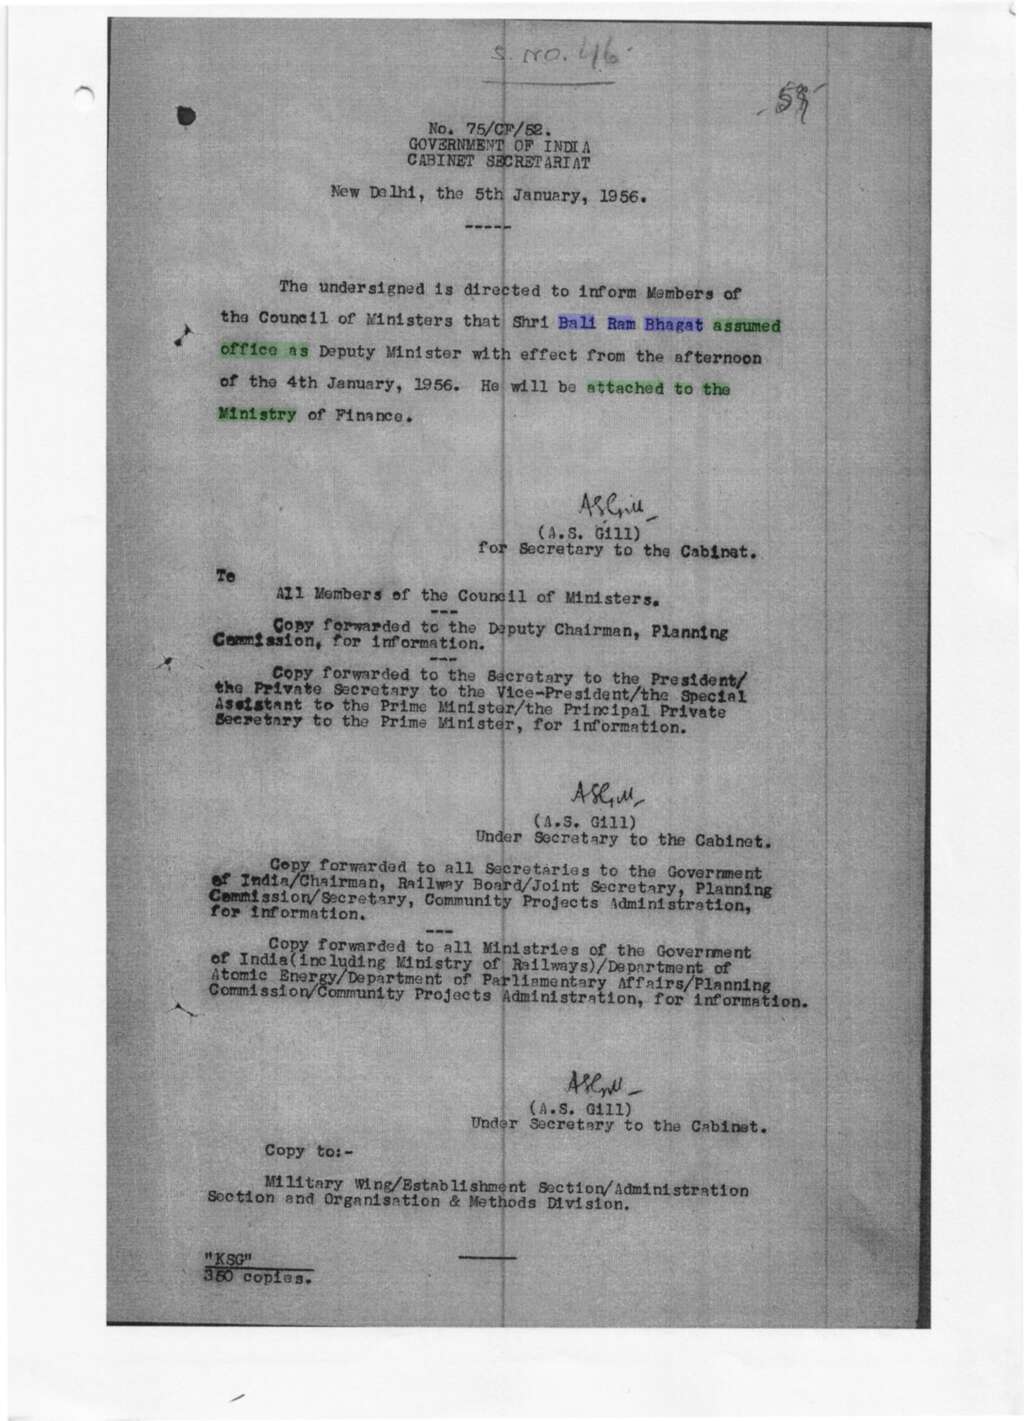 S. NO. 46
No. 75/CF/52.
GOVERNMENT OF INDIA
CABINET SECRETARIAT
New Delhi, the 5th January, 1956.
-----
The undersigned is directed to inform Members of
the Council of Ministers that Shri Bali Ram Bhagat assumed
office as Deputy Minister with effect from the afternoon
of the 4th January, 1956. He will be attached to the
Ministry of Finance.
ASGill
(A.S. Gill)
for Secretary to the Cabinet.
To
All Members of the Council of Ministers.
---
Copy forwarded to the Deputy Chairman, Planning
Commission, for information.
---
Copy forwarded to the Secretary to the President/
the Private Secretary to the Vice-President/the Special
Assistant to the Prime Minister/the Principal Private
Secretary to the Prime Minister, for information.
ASGill
(A.S. Gill)
Under Secretary to the Cabinet.
Copy forwarded to all Secretaries to the Government
of India/Chairman, Railway Board/Joint Secretary, Planning
Commission/Secretary, Community Projects Administration,
for information.
---
Copy forwarded to all Ministries of the Government
of India(including Ministry of Railways)/Department of
Atomic Energy/Department of Parliamentary Affairs/Planning
Commission/Community Projects Administration, for information.
ASGill
(A.S. Gill)
Under Secretary to the Cabinet.
Copy to:-
Military Wing/Establishment Section/Administration
Section and Organisation & Methods Division.
"KSG"
350 copies.